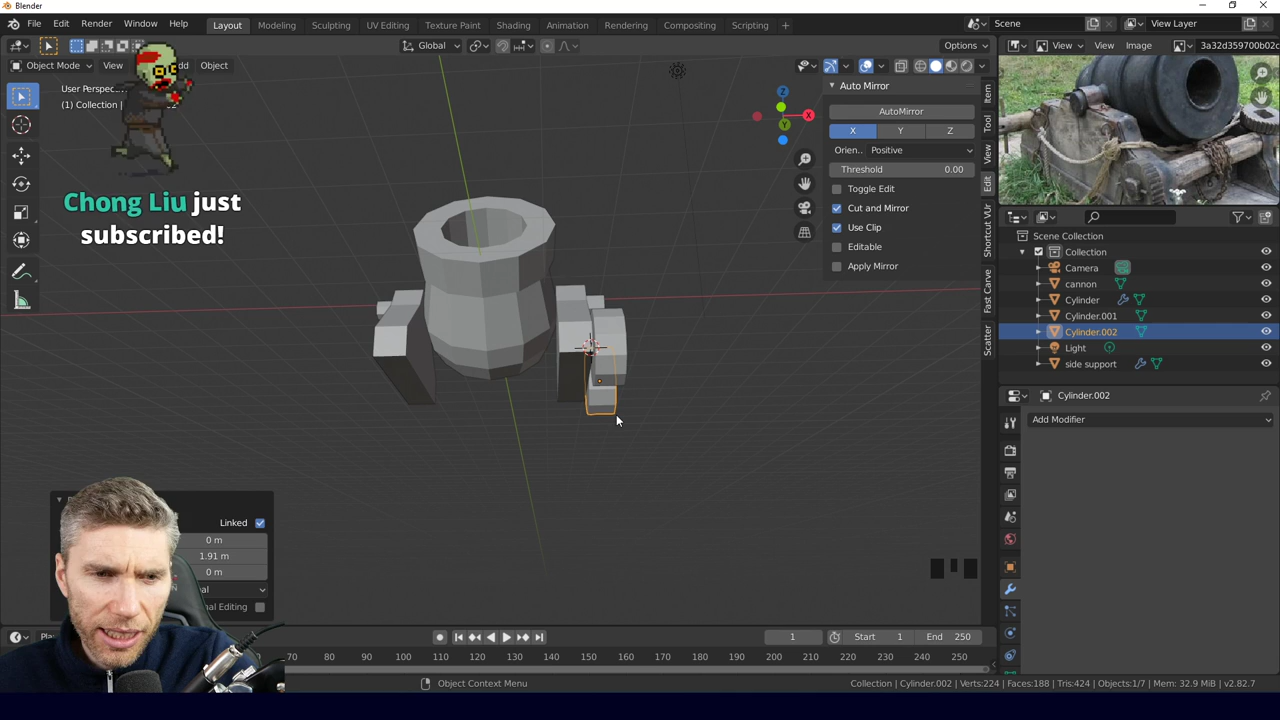 Blender
File Edit Render Window Help
Layout Modeling Sculpting UV Editing Texture Paint Shading Animation Rendering Compositing Scripting
Scene
View Layer
Global
Options
View View Image 3a32d359700b02c
Object Mode View Object
(1) Collection |
Chong Liu just
subscribed!
X
Y
Z
Auto Mirror
AutoMirror
X Y Z
Orien.. Positive
Threshold 0.00
Toggle Edit
Cut and Mirror
Use Clip
Editable
Apply Mirror
Item
Tool
View
Edit
Shortcut VUr
Fast Carve
Scatter
Scene Collection
Collection
Camera
cannon
Cylinder
Cylinder.001
Cylinder.002
Light
side support
Cylinder.002
Add Modifier
Linked
0 m
1.91 m
0 m
1 Start 1 End 250
70 80 90 100 110 120 130 140 150 160 170 180 190 200 210 220 230 240 250
Object Context Menu
Collection | Cylinder.002 | Verts:224 | Faces:188 | Tris:424 | Objects:1/7 | Mem: 32.9 MiB | v2.82.7